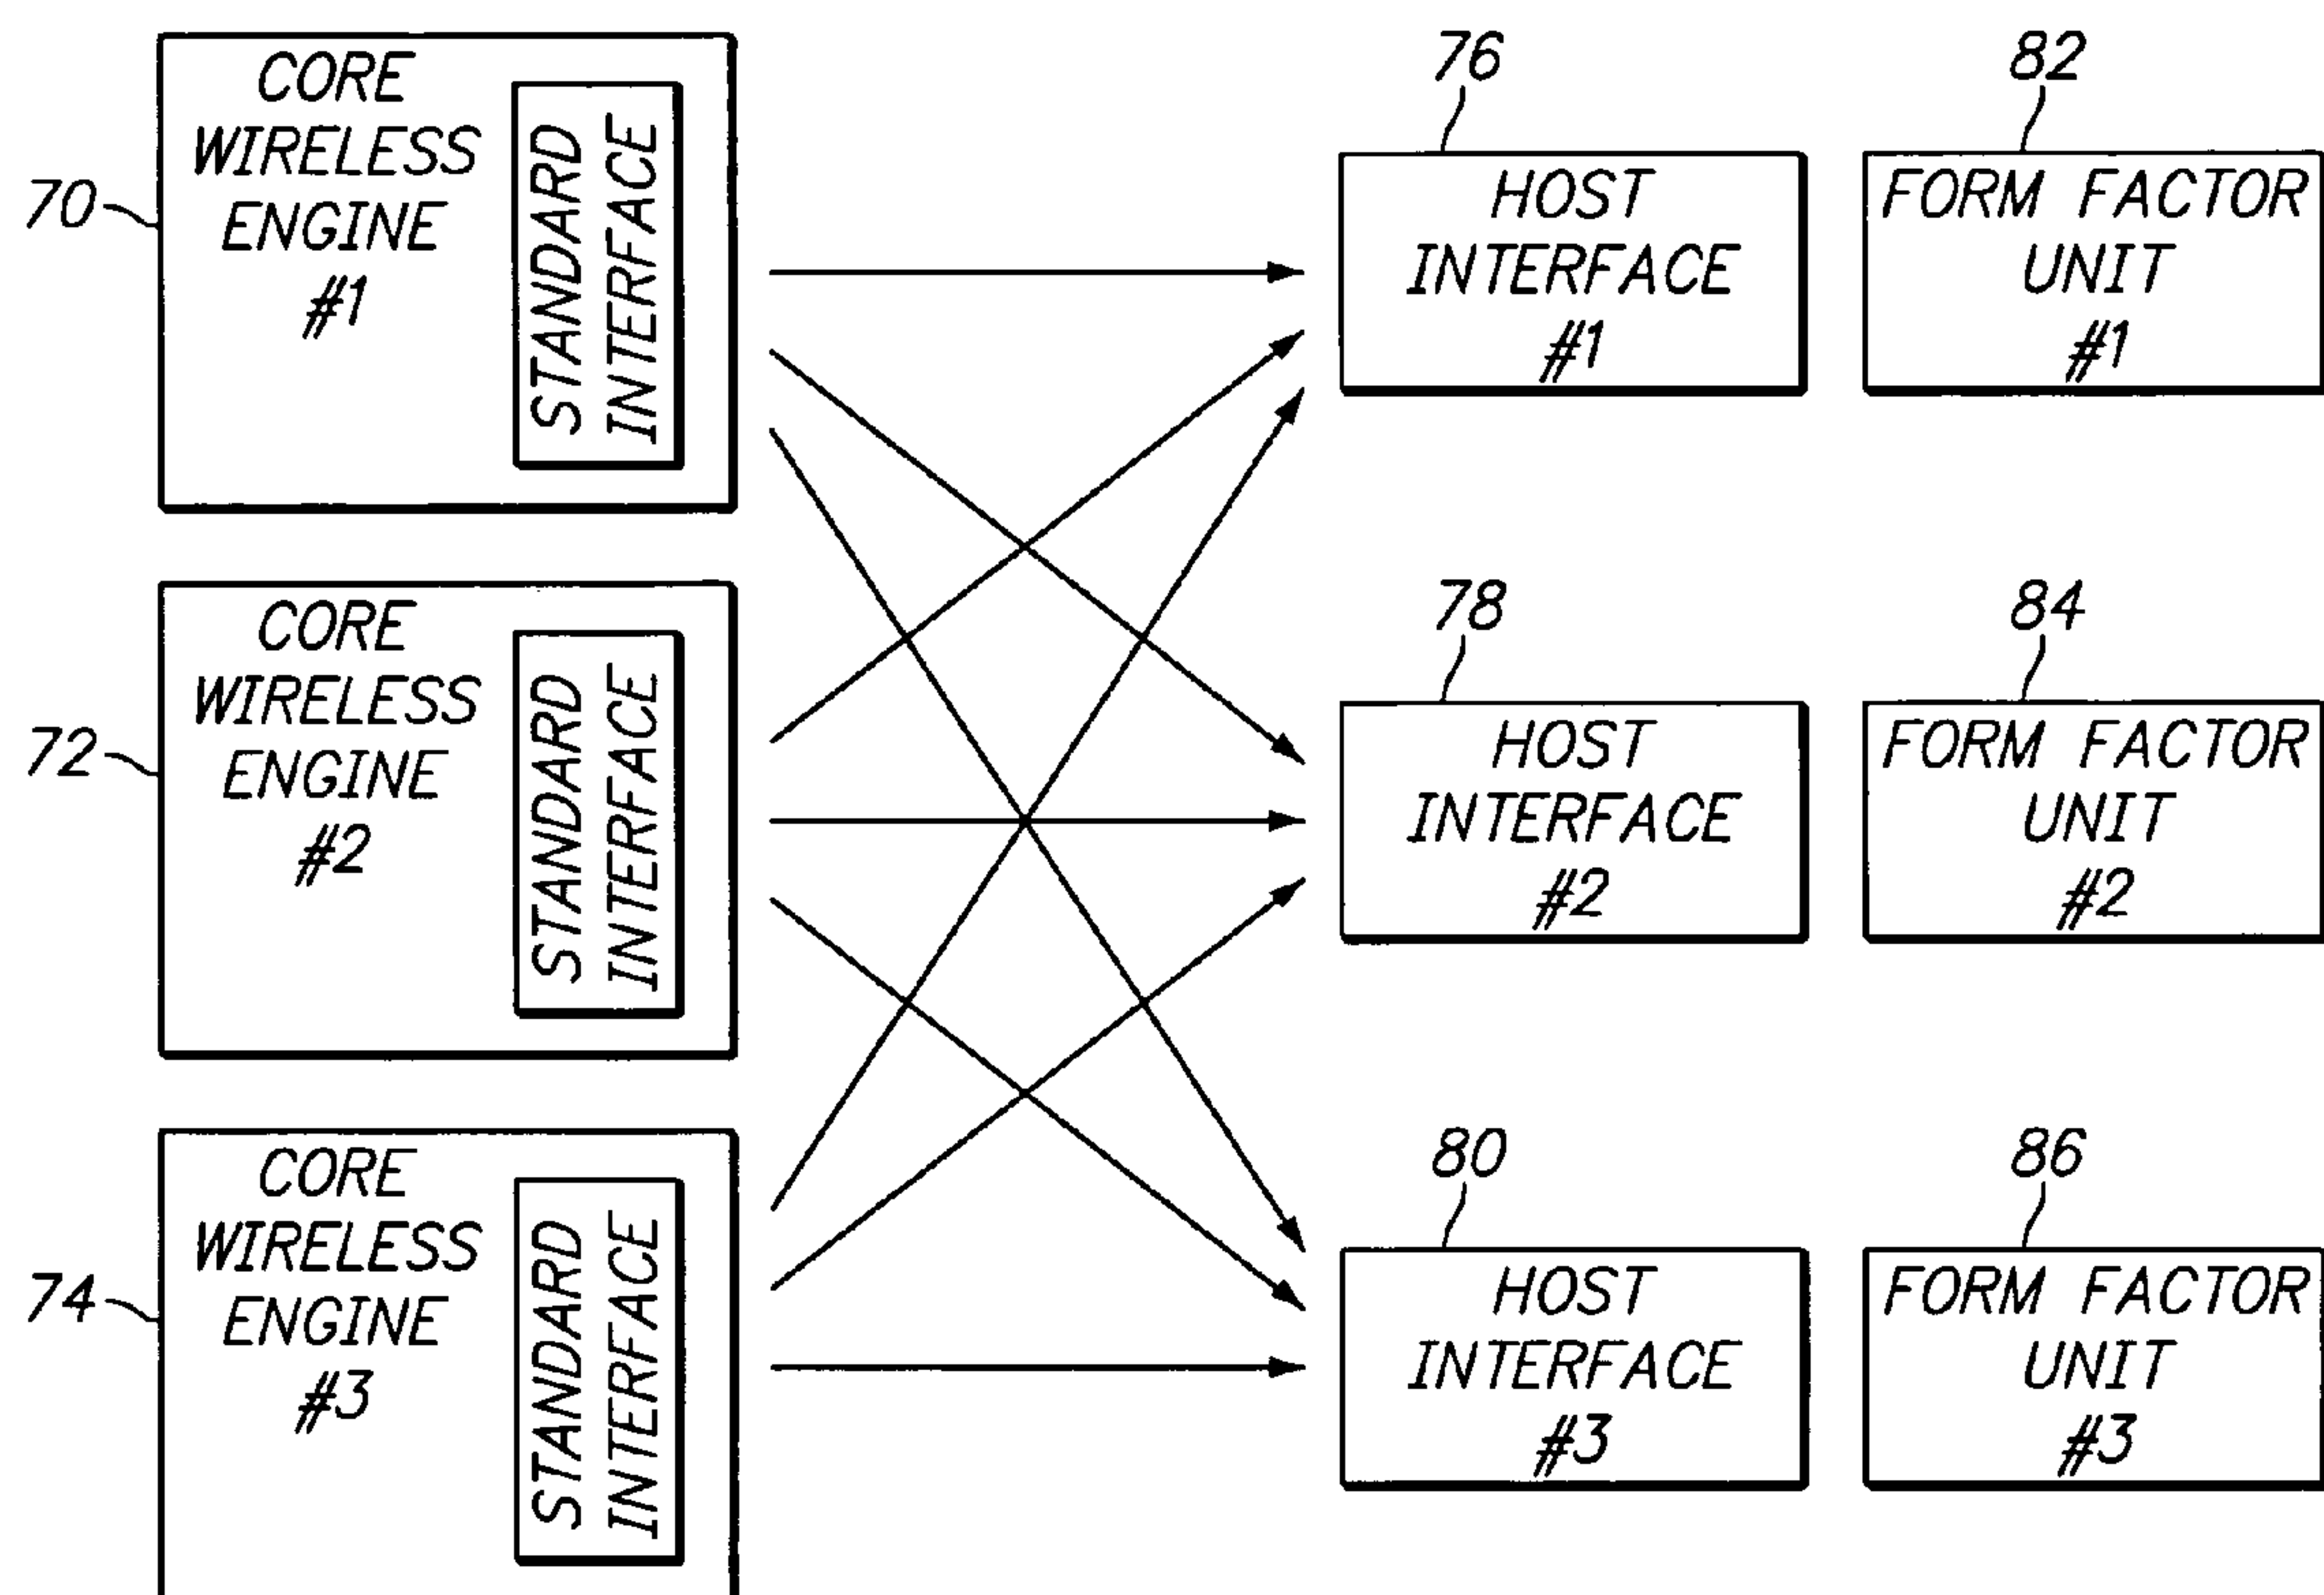 70
CORE
WIRELESS
ENGINE
#1
STANDARD
INTERFACE
76
HOST
INTERFACE
#1
82
FORM FACTOR
UNIT
#1
72
CORE
WIRELESS
ENGINE
#2
STANDARD
INTERFACE
78
HOST
INTERFACE
#2
84
FORM FACTOR
UNIT
#2
74
CORE
WIRELESS
ENGINE
#3
STANDARD
INTERFACE
80
HOST
INTERFACE
#3
86
FORM FACTOR
UNIT
#3